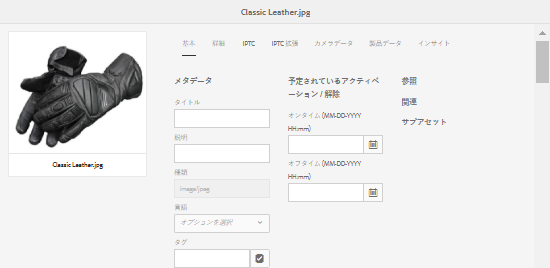 Classic Leather.jpg
基本 詳細 IPTC IPTC 拡張 カメラデータ 製品データ インサイト
Classic Leather.jpg
メタデータ
タイトル
説明
種類
image/jpeg
言語
オプションを選択
タグ
予定されているアクティベ
ーション / 解除
オンタイム (MM-DD-YYYY
HH:mm)
オフタイム (MM-DD-YYYY
HH:mm)
参照
関連
サブアセット